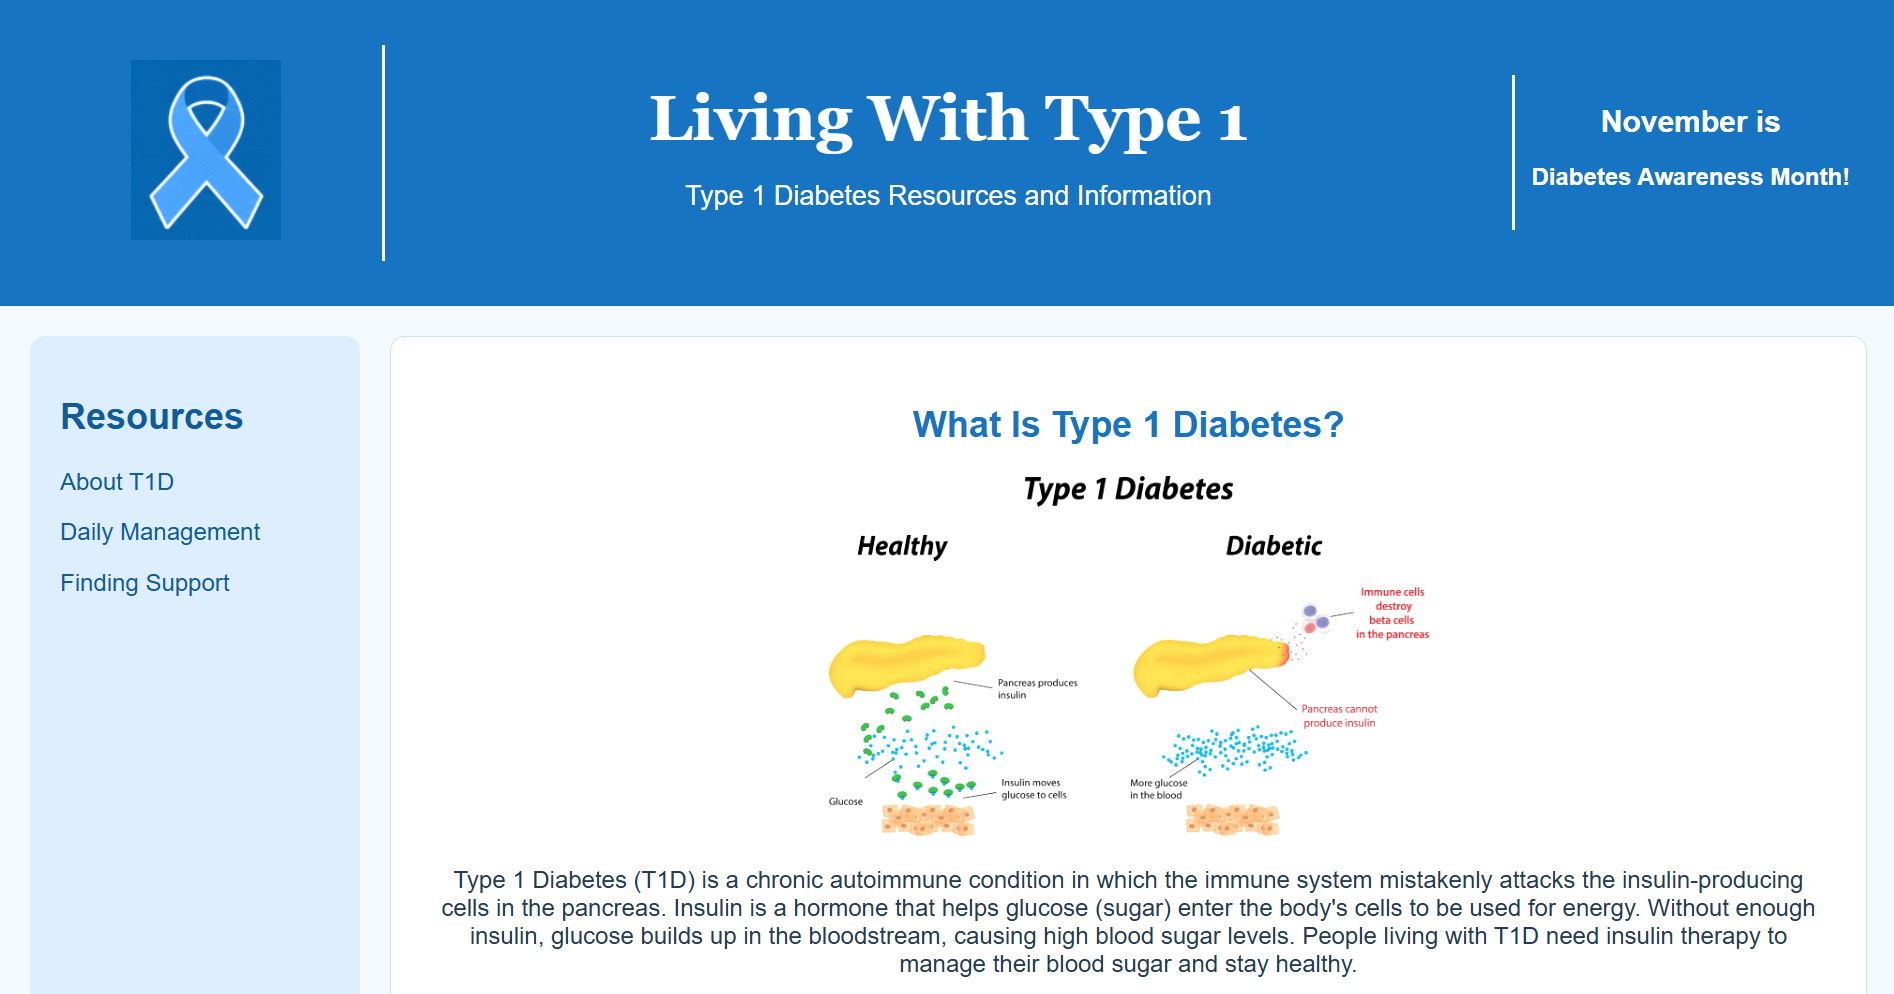 Living With Type 1
Type 1 Diabetes Resources and Information
November is
Diabetes Awareness Month!
Resources
About T1D
Daily Management
Finding Support
What Is Type 1 Diabetes?
Type 1 Diabetes
Healthy
Pancreas produces
insulin
Glucose
Insulin moves
glucose to cells
Diabetic
Immune cells
destroy
beta cells
in the pancreas
Pancreas cannot
produce insulin
More glucose
in the blood
Type 1 Diabetes (T1D) is a chronic autoimmune condition in which the immune system mistakenly attacks the insulin-producing
cells in the pancreas. Insulin is a hormone that helps glucose (sugar) enter the body's cells to be used for energy. Without enough
insulin, glucose builds up in the bloodstream, causing high blood sugar levels. People living with T1D need insulin therapy to
manage their blood sugar and stay healthy.